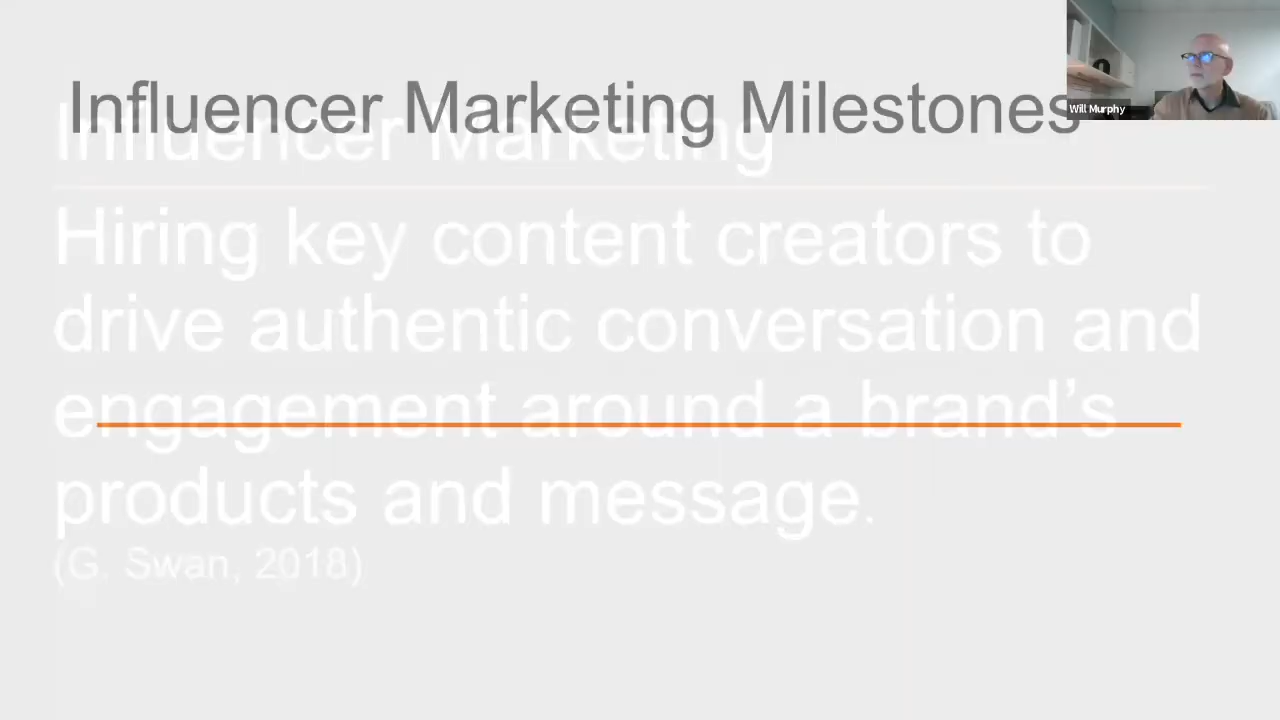 Influencer Marketing Milestones
Will Murphy
Influencer Marketing
Hiring key content creators to
drive authentic conversation and
engagement around a brand’s
products and message.
(G. Swan, 2018)